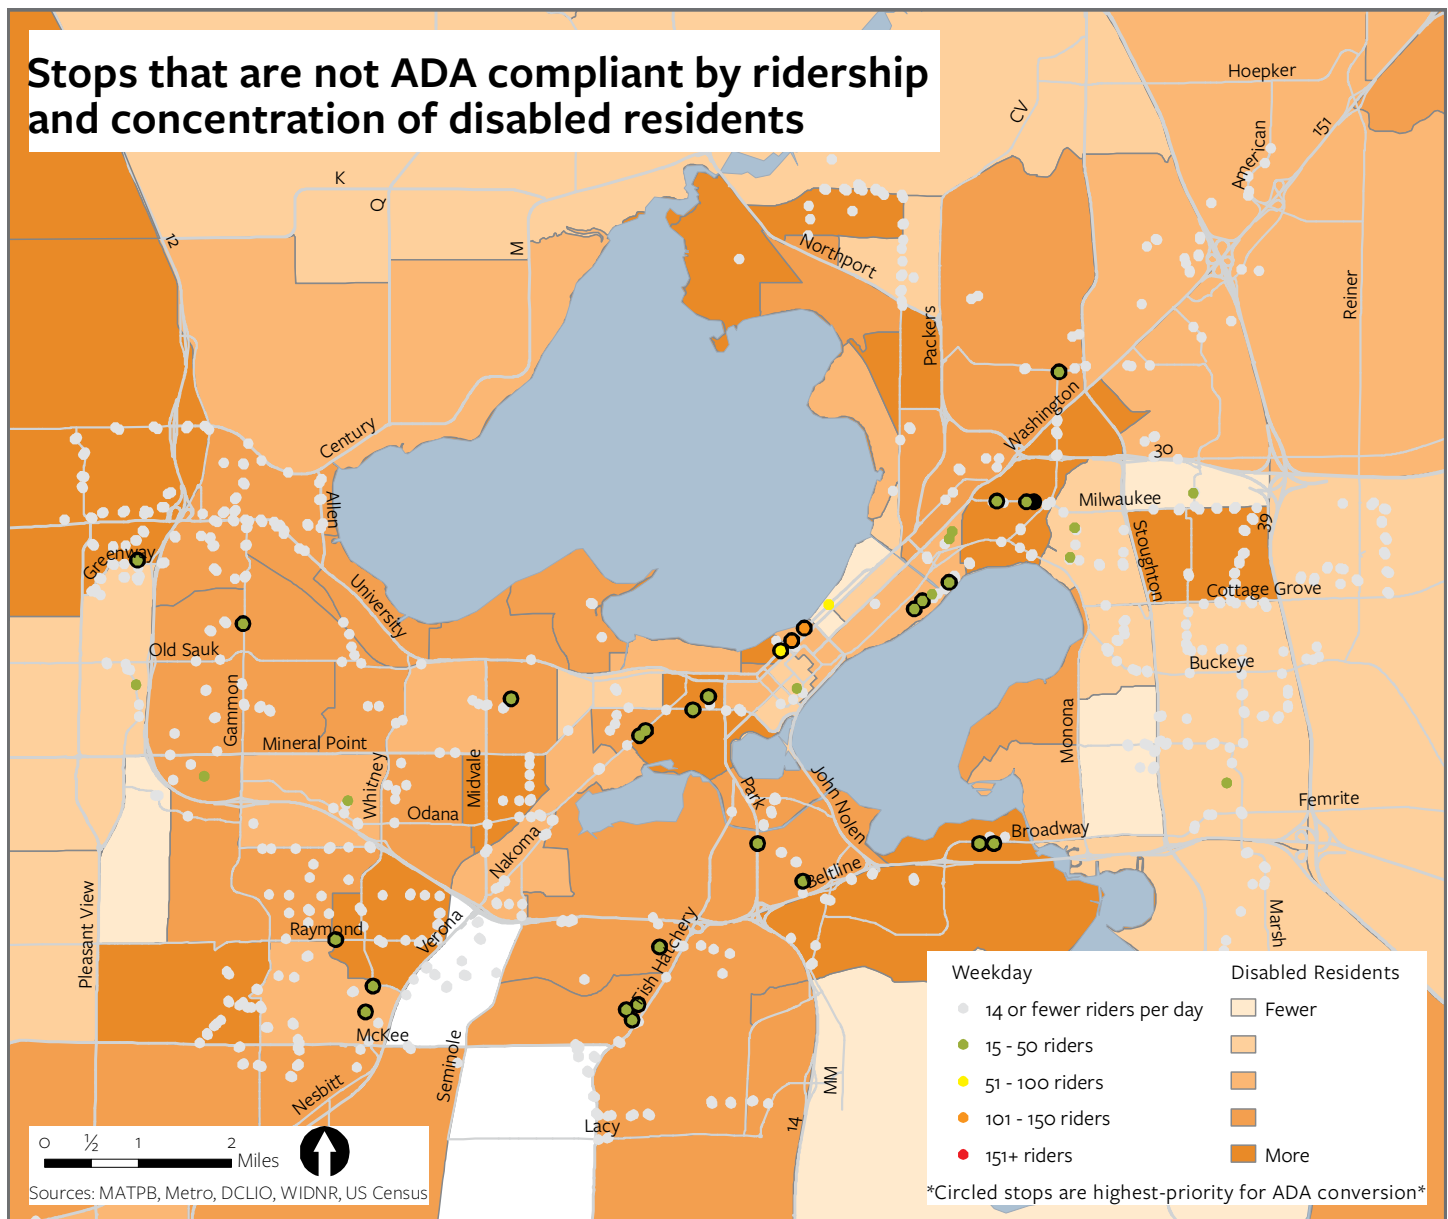 Stops that are not ADA compliant by ridership
and concentration of disabled residents
Hoepker
CV
151
American
K
Q
12
M
Northport
Reiner
Packers
Washington
Century
30
Allen
Milwaukee
39
Greenway
Stoughton
University
Cottage Grove
Old Sauk
Buckeye
Gammon
Monona
Mineral Point
Midvale
Whitney
Park
John Nolen
Odana
Femrite
Nakoma
Broadway
Beltline
Pleasant View
Raymond
Verona
Fish Hatchery
Marsh
McKee
Seminole
Nesbitt
MM
14
Lacy
Weekday
14 or fewer riders per day
15 - 50 riders
51 - 100 riders
101 - 150 riders
151+ riders
Disabled Residents
Fewer
More
*Circled stops are highest-priority for ADA conversion*
0 ½ 1 2
Miles
Sources: MATPB, Metro, DCLIO, WIDNR, US Census